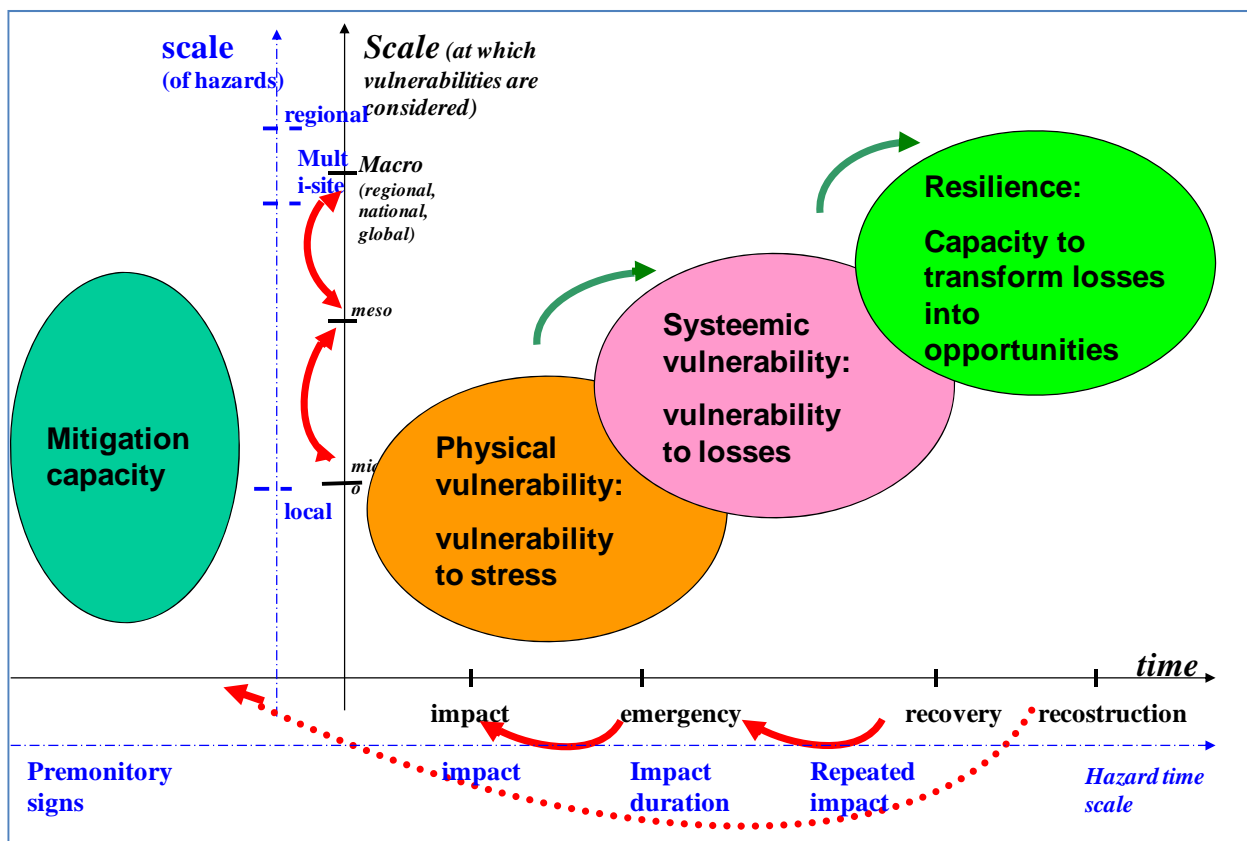 scale
(of hazards)
Scale (at which
vulnerabilities are
considered)
regional
Mult
i-site
Macro
(regional,
national,
global)
meso
mic
o
local
Mitigation
capacity
Physical
vulnerability:
vulnerability
to stress
Systeemic
vulnerability:
vulnerability
to losses
Resilience:
Capacity to
transform losses
into
opportunities
time
impact
emergency
recovery
recostruction
Premonitory
signs
impact
Impact
duration
Repeated
impact
Hazard time
scale